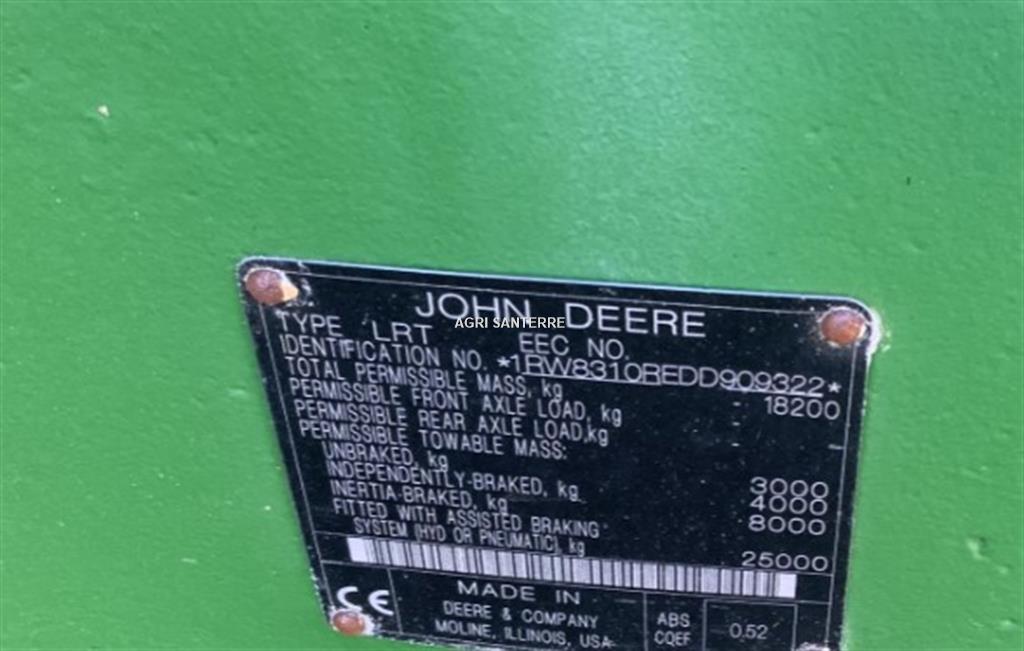 JOHN DEERE
AGRI SANTERRE
TYPE LRT EEC NO.
IDENTIFICATION NO. *1RW8310REDD909322*
TOTAL PERMISSIBLE MASS, kg 18200
PERMISSIBLE FRONT AXLE LOAD, kg -
PERMISSIBLE REAR AXLE LOAD,kg -
PERMISSIBLE TOWABLE MASS:
UNBRAKED, kg 3000
INDEPENDENTLY-BRAKED, kg 4000
INERTIA-BRAKED, kg 8000
FITTED WITH ASSISTED BRAKING
SYSTEM (HYD OR PNEUMATIC), kg 25000
CE
MADE IN
DEERE & COMPANY
MOLINE, ILLINOIS, USA
ABS
COEF
0.52